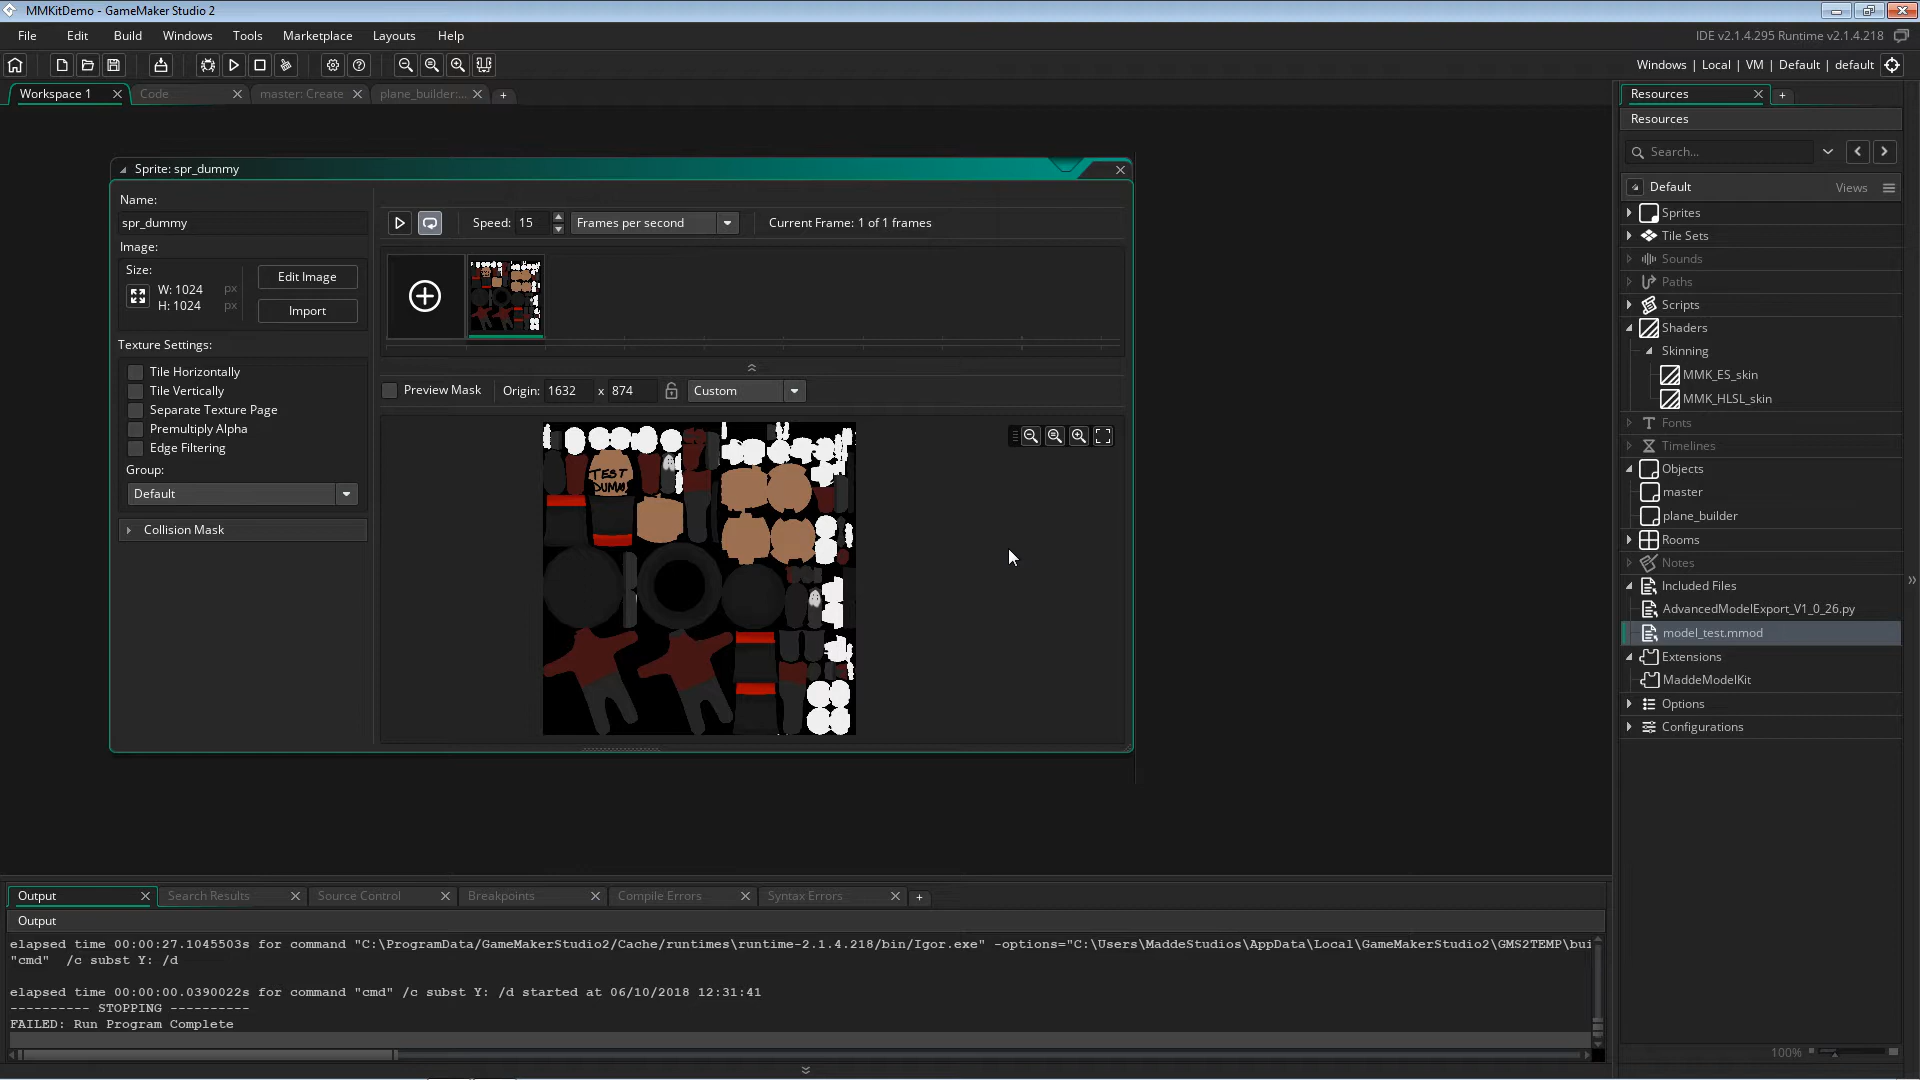 MMKitDemo - GameMaker Studio 2
File Edit Build Windows Tools Marketplace Layouts Help
IDE v2.1.4.295 Runtime v2.1.4.218
Windows | Local | VM | Default | default
Workspace 1 Code master: Create plane_builder:...
Sprite: spr_dummy
Name:
spr_dummy
Image:
Size:
W: 1024 px
H: 1024 px
Edit Image
Import
Texture Settings:
Tile Horizontally
Tile Vertically
Separate Texture Page
Premultiply Alpha
Edge Filtering
Group:
Default
Collision Mask
Speed: 15 Frames per second Current Frame: 1 of 1 frames
Preview Mask Origin: 1632 x 874 Custom
TEST
DUMM
Resources
Resources
Search...
Default Views
Sprites
Tile Sets
Sounds
Paths
Scripts
Shaders
Skinning
MMK_ES_skin
MMK_HLSL_skin
Fonts
Timelines
Objects
master
plane_builder
Rooms
Notes
Included Files
AdvancedModelExport_V1_0_26.py
model_test.mmod
Extensions
MaddeModelKit
Options
Configurations
100%
Output Search Results Source Control Breakpoints Compile Errors Syntax Errors
Output
elapsed time 00:00:27.1045503s for command "C:\ProgramData/GameMakerStudio2/Cache/runtimes\runtime-2.1.4.218/bin/Igor.exe" -options="C:\Users\MaddeStudios\AppData\Local\GameMakerStudio2\GMS2TEMP\bui
"cmd" /c subst Y: /d
elapsed time 00:00:00.0390022s for command "cmd" /c subst Y: /d started at 06/10/2018 12:31:41
---------- STOPPING ----------
FAILED: Run Program Complete